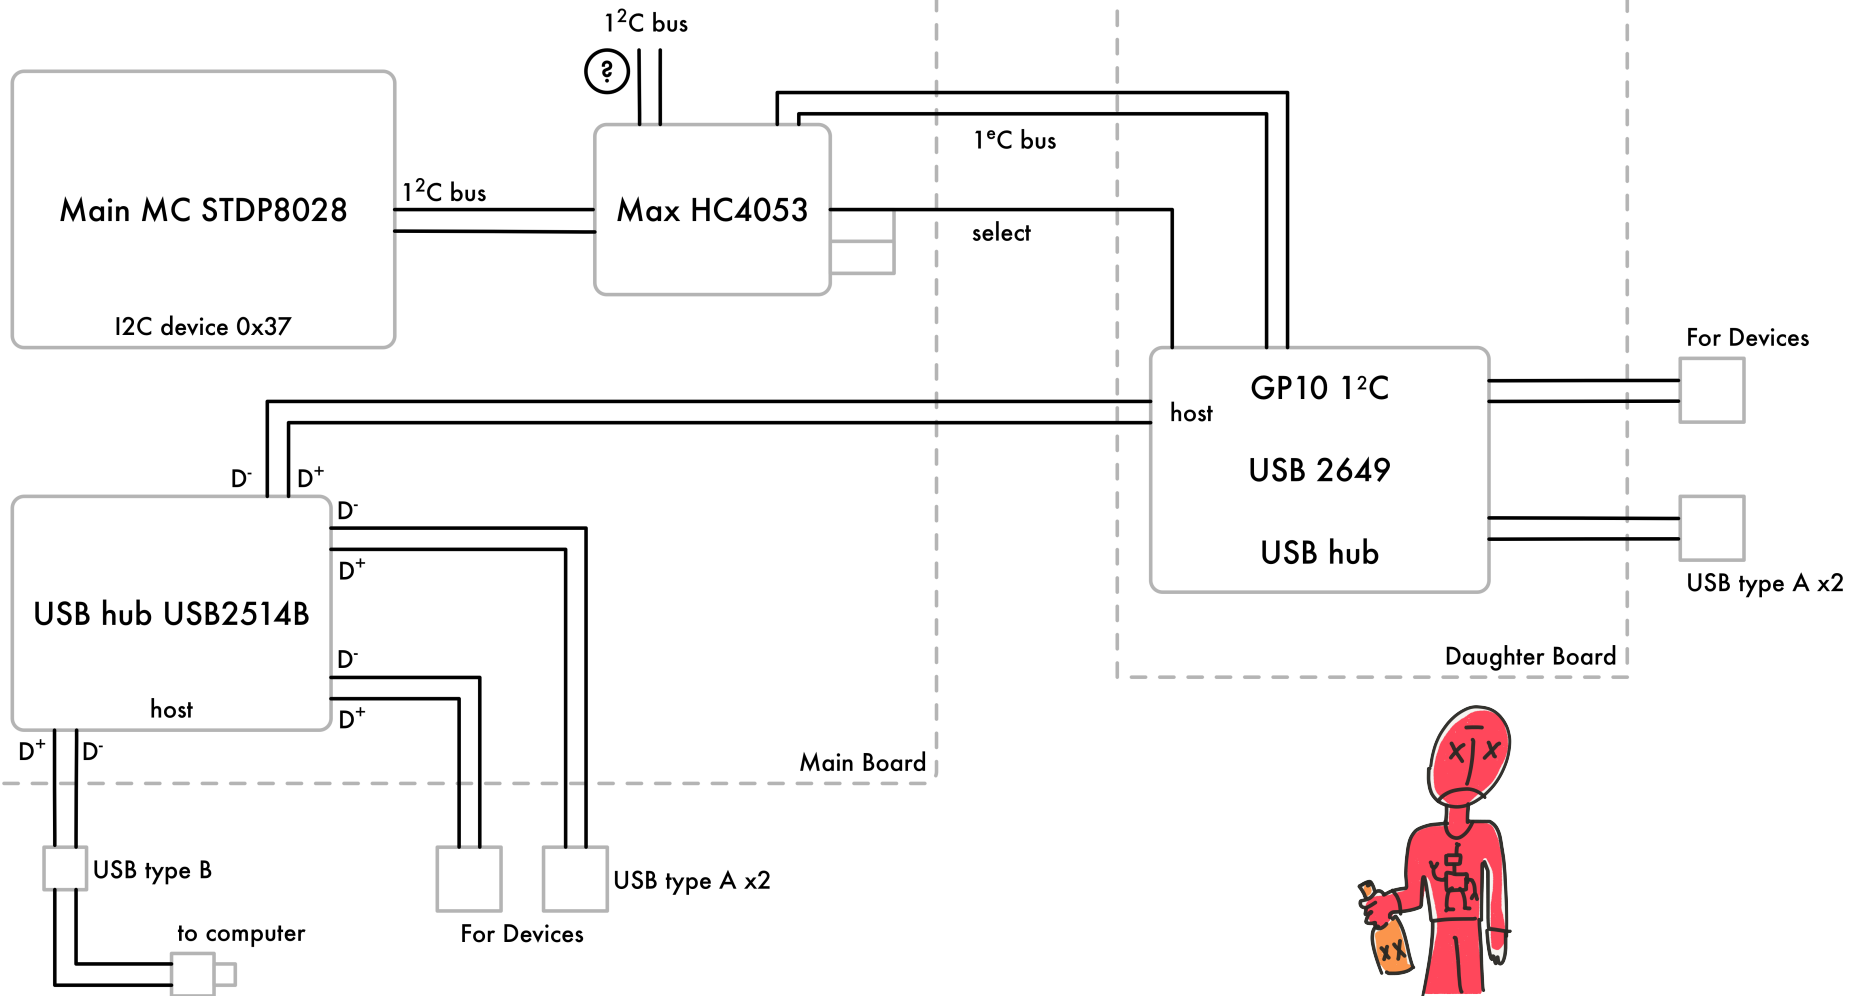 1²C bus
?
Main MC STDP8028
I2C device 0x37
1²C bus
Max HC4053
1ᵉC bus
select
For Devices
host
GP10 1²C
USB 2649
USB hub
USB type A x2
Daughter Board
D⁻
D⁺
D⁻
D⁺
USB hub USB2514B
D⁻
D⁺
host
D⁺
D⁻
Main Board
USB type B
USB type A x2
For Devices
to computer
XX